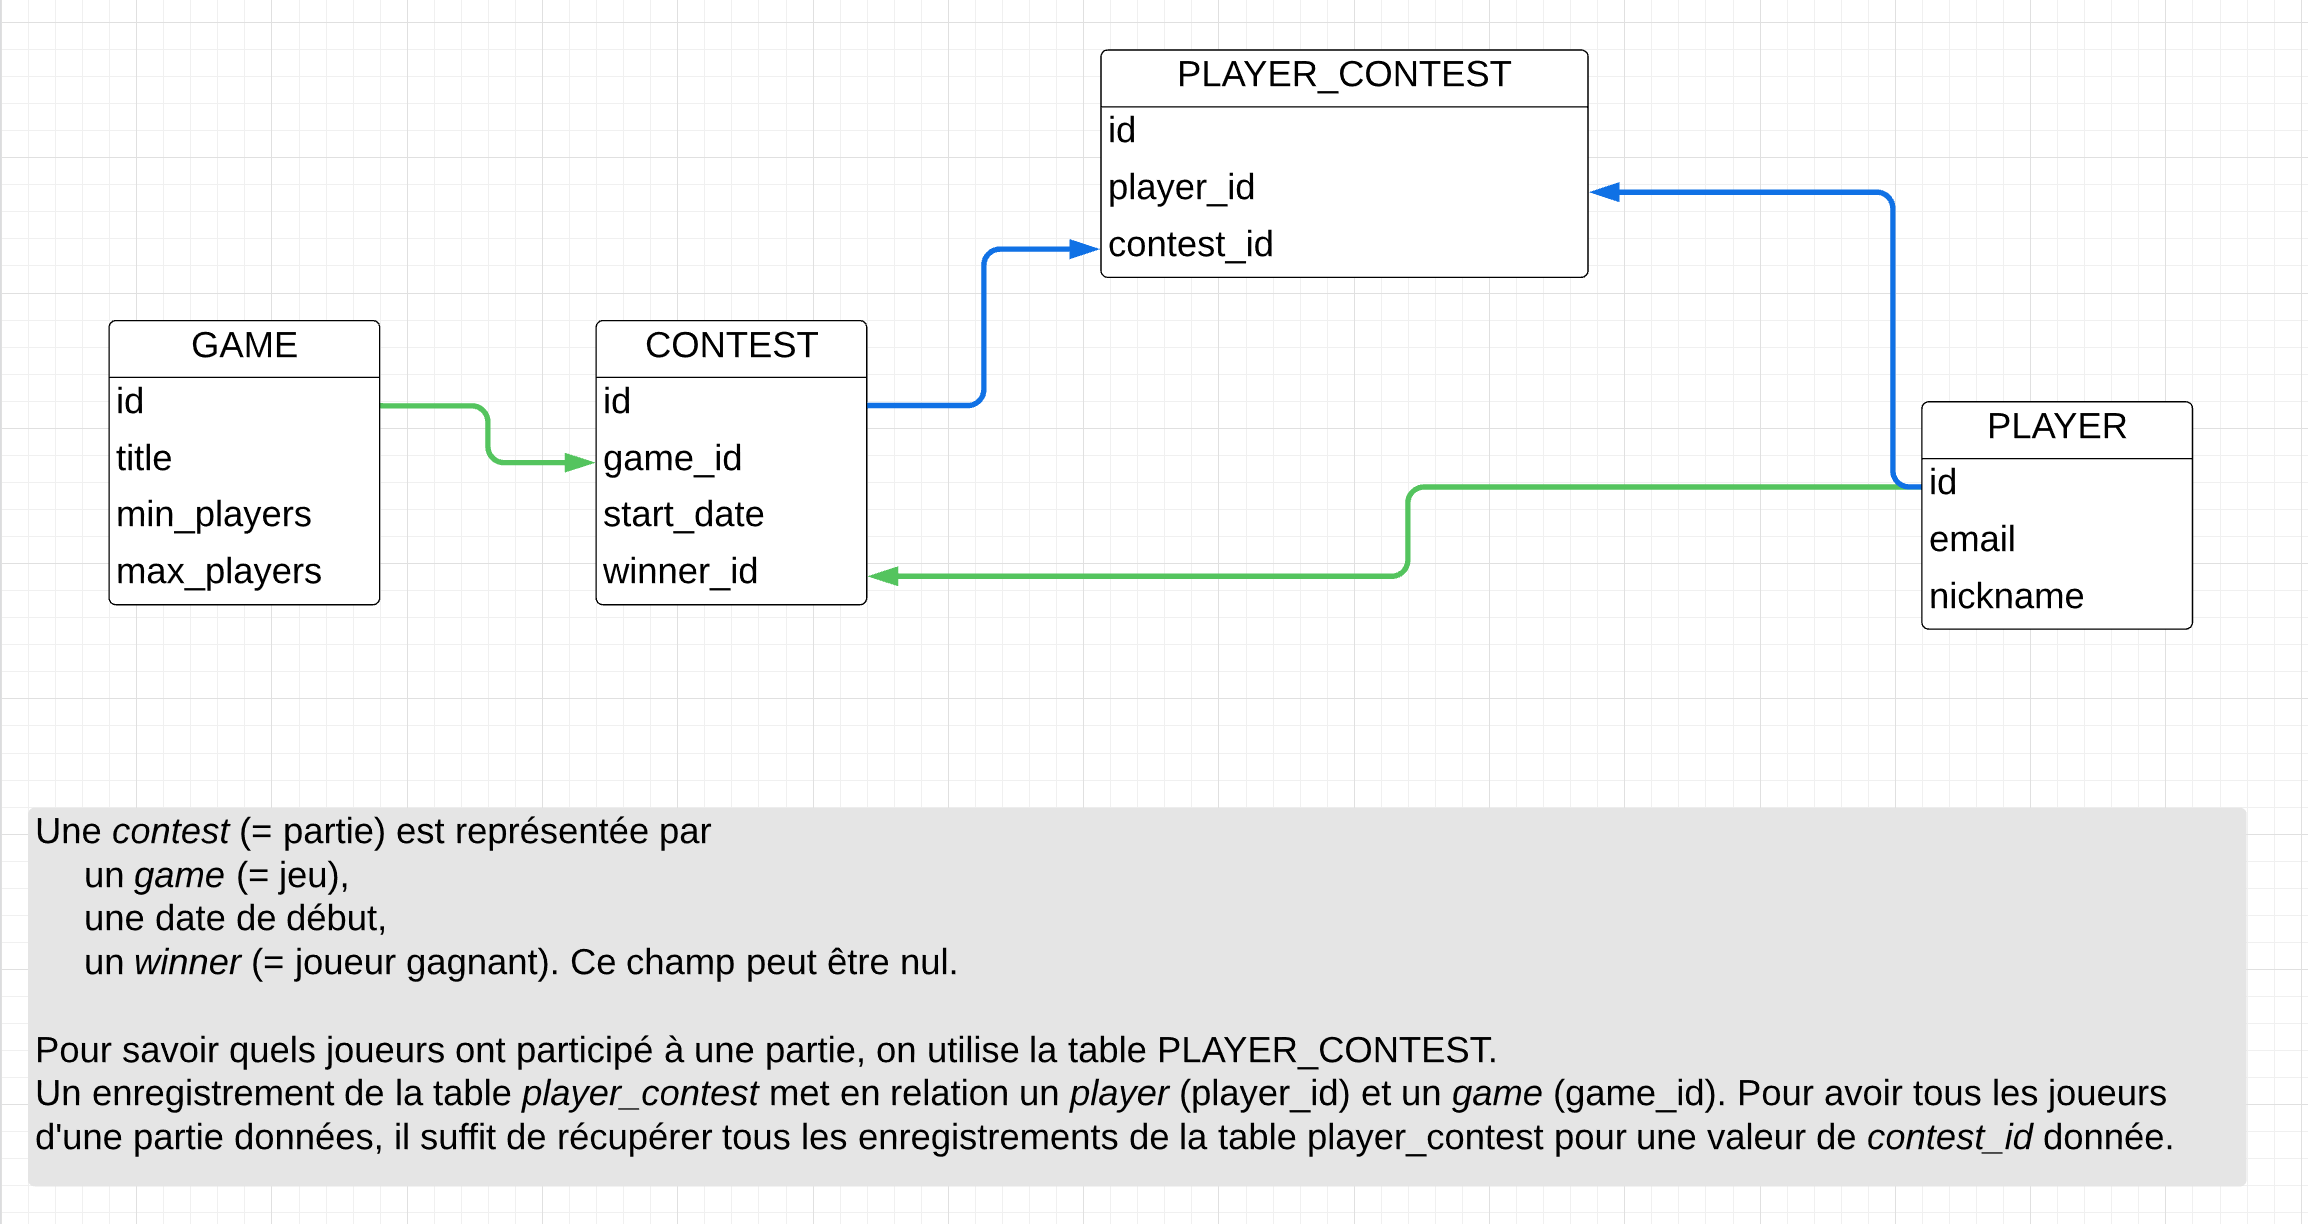 PLAYER_CONTEST
id
player_id
contest_id
GAME
id
title
min_players
max_players
CONTEST
id
game_id
start_date
winner_id
PLAYER
id
email
nickname
Une contest (= partie) est représentée par
un game (= jeu),
une date de début,
un winner (= joueur gagnant). Ce champ peut être nul.
Pour savoir quels joueurs ont participé à une partie, on utilise la table PLAYER_CONTEST.
Un enregistrement de la table player_contest met en relation un player (player_id) et un game (game_id). Pour avoir tous les joueurs
d'une partie données, il suffit de récupérer tous les enregistrements de la table player_contest pour une valeur de contest_id donnée.